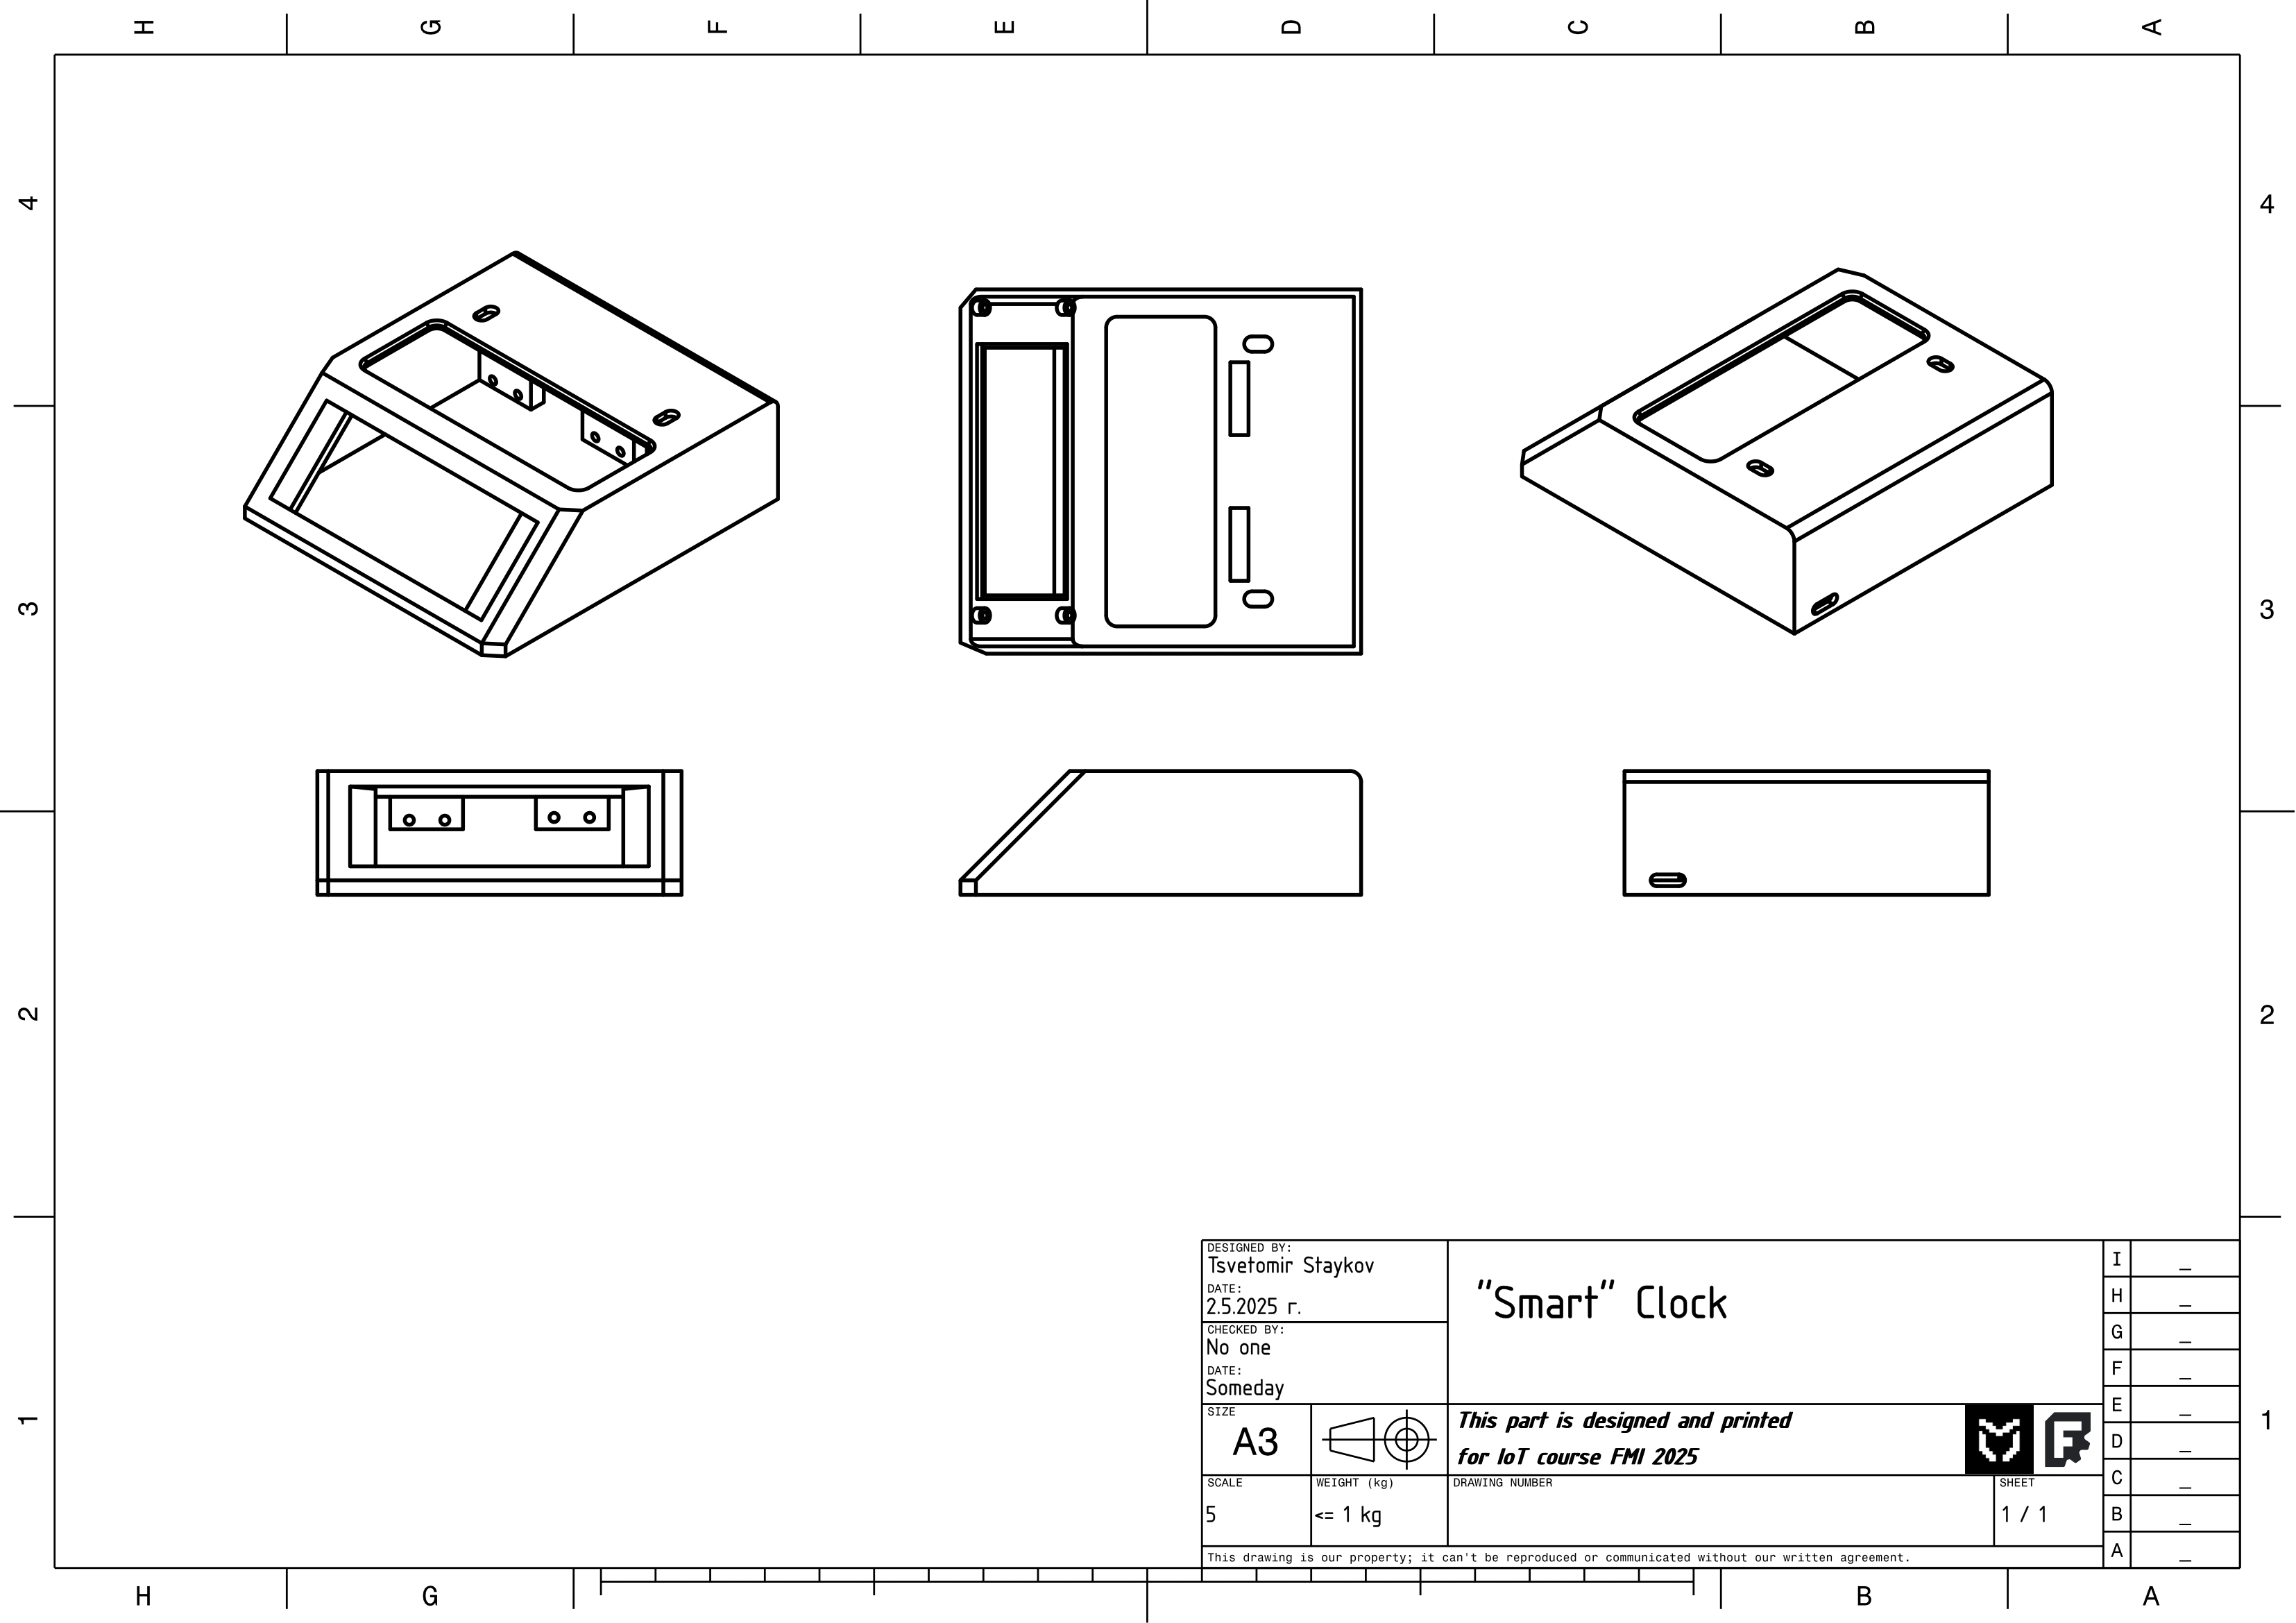 H G F E D C B A
4 4
3 3
2 2
DESIGNED BY:
Tsvetomir Staykov
DATE:
2.5.2025 г.
CHECKED BY:
No one
DATE:
Someday
"Smart" Clock
SIZE
A3
This part is designed and printed
for IoT course FMI 2025
F
SCALE
5
WEIGHT (kg)
<= 1 kg
DRAWING NUMBER
SHEET
1 / 1
This drawing is our property; it can't be reproduced or communicated without our written agreement.
I _
H _
G _
F _
E _
D _
C _
B _
A _
1 1
H G B A